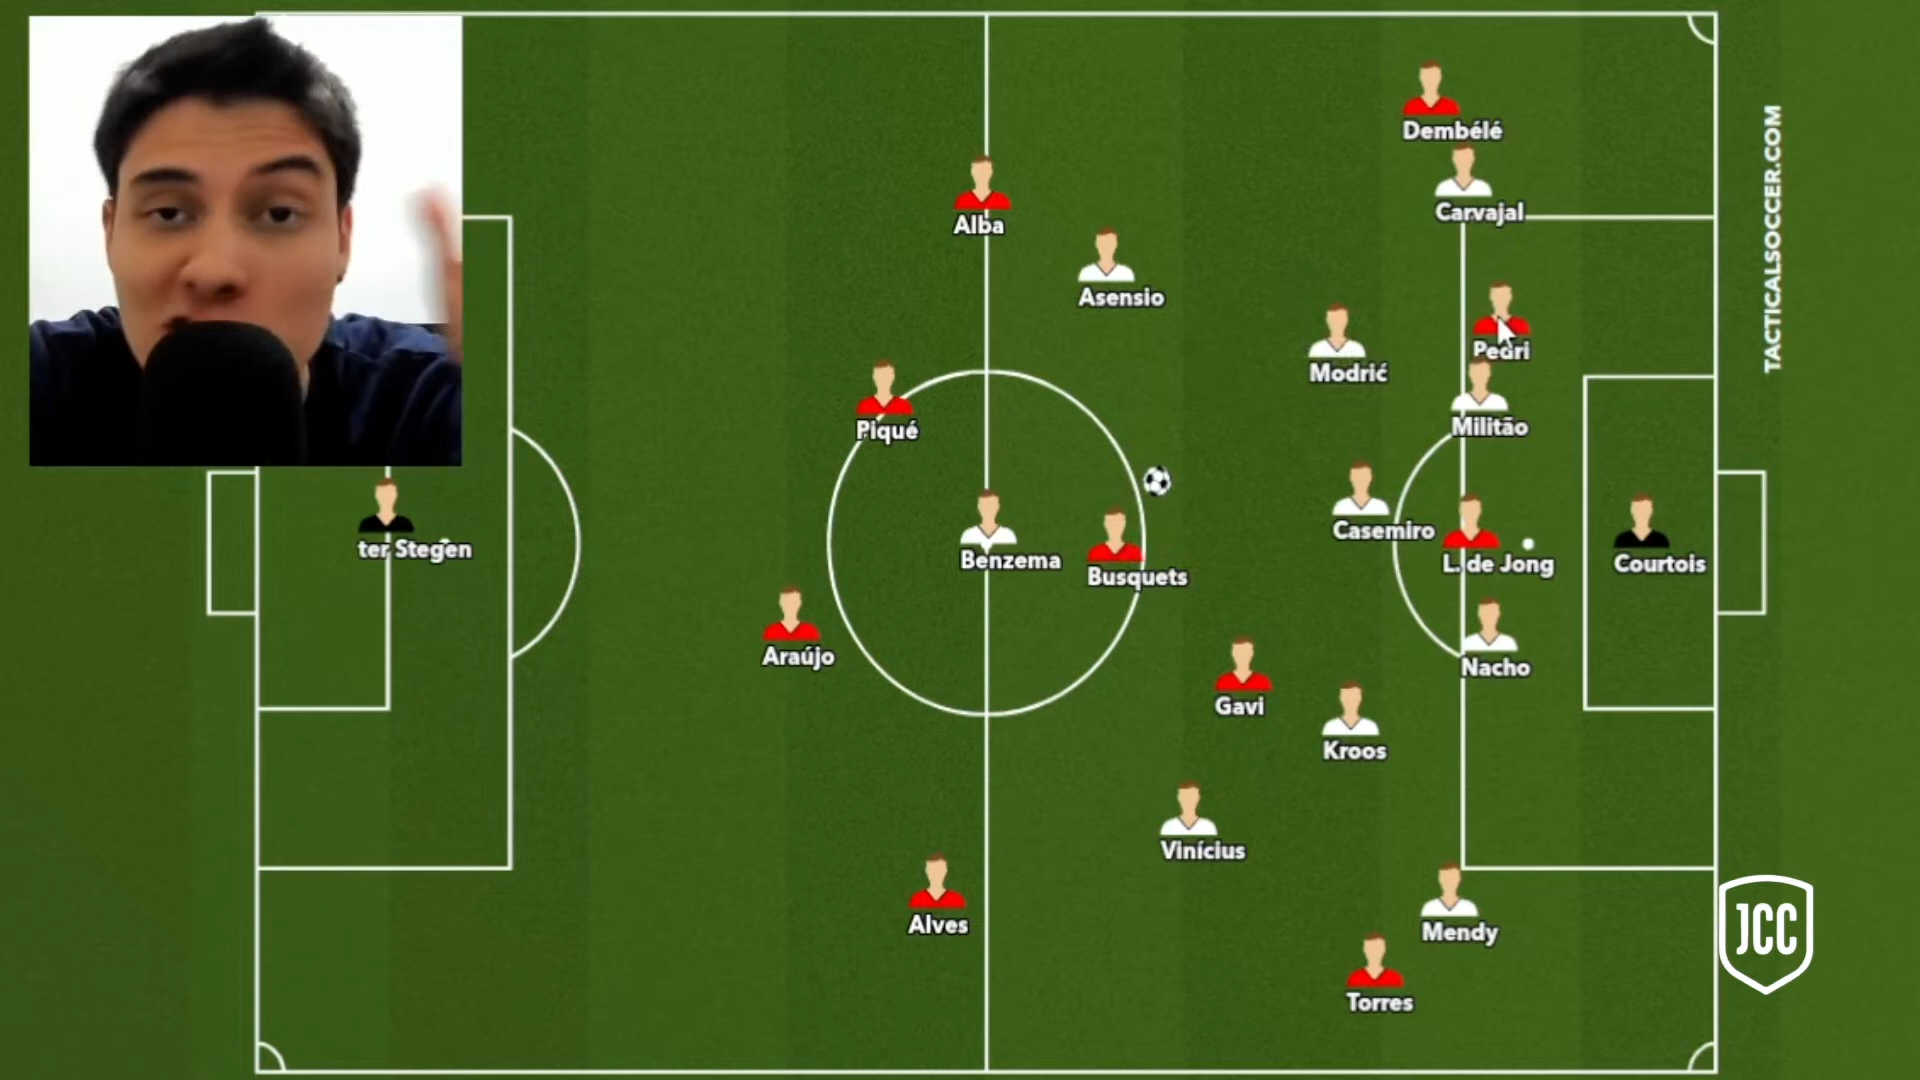 Dembélé
Carvajal
Alba
Asensio
Pedri
Modrić
Militão
Piqué
Casemiro
ter Stegen
Benzema
Busquets
L. de Jong
Courtois
Araújo
Nacho
Gavi
Kroos
Vinícius
Alves
Mendy
Torres
TACTICALSOCCER.COM
JCC